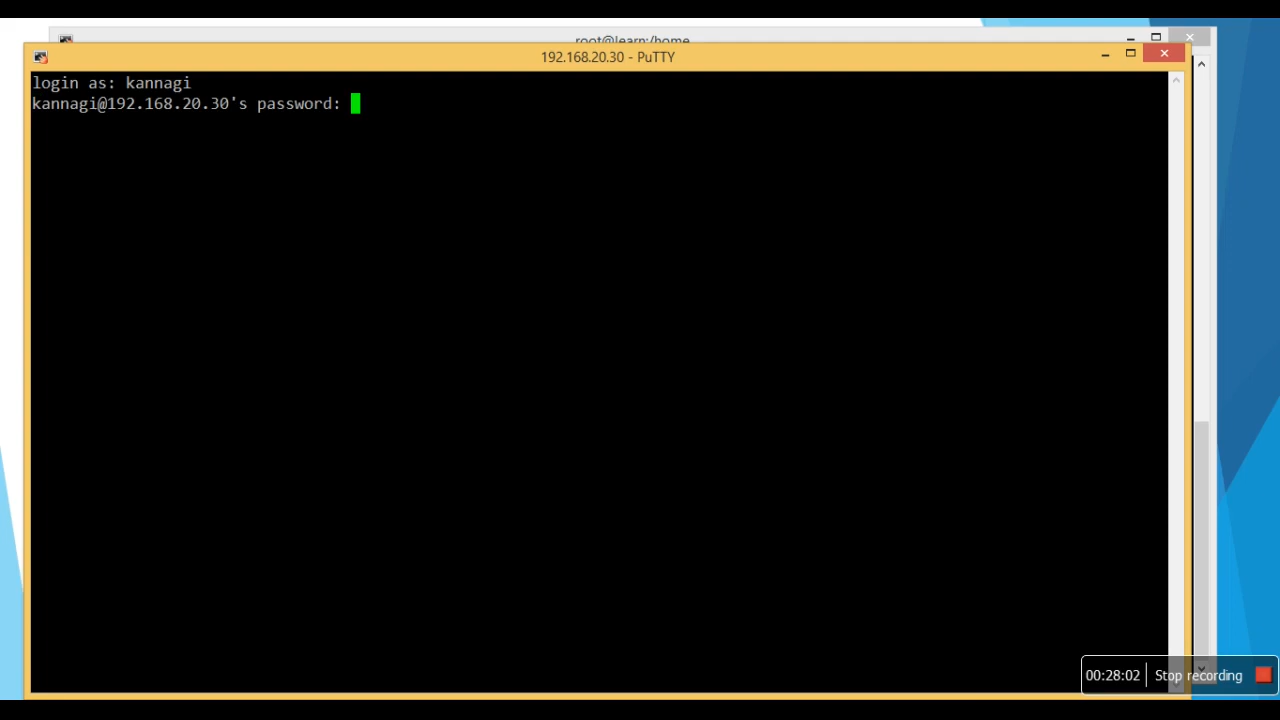 root@learn:/home
192.168.20.30 - PuTTY
login as: kannagi
kannagi@192.168.20.30's password:
00:28:02 Stop recording